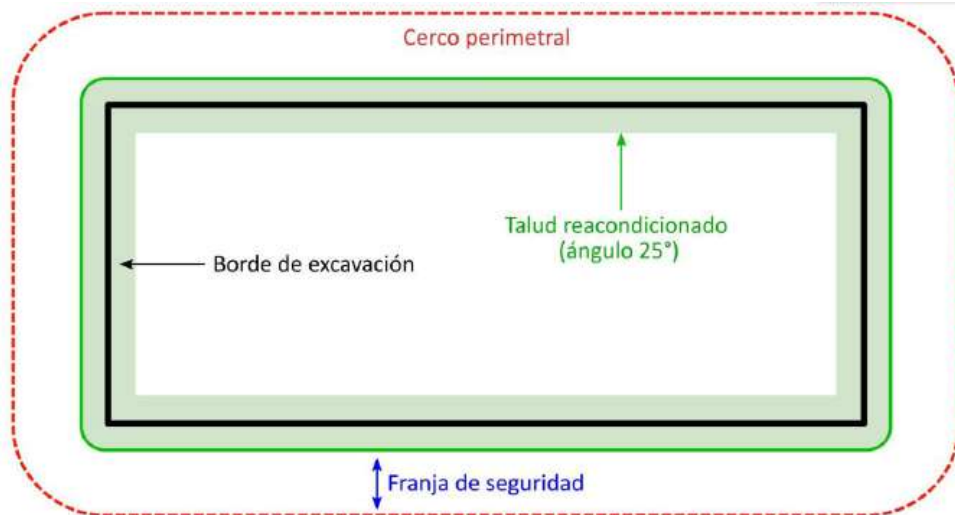 Cerco perimetral
Talud reacondicionado
(ángulo 25°)
Borde de excavación
Franja de seguridad